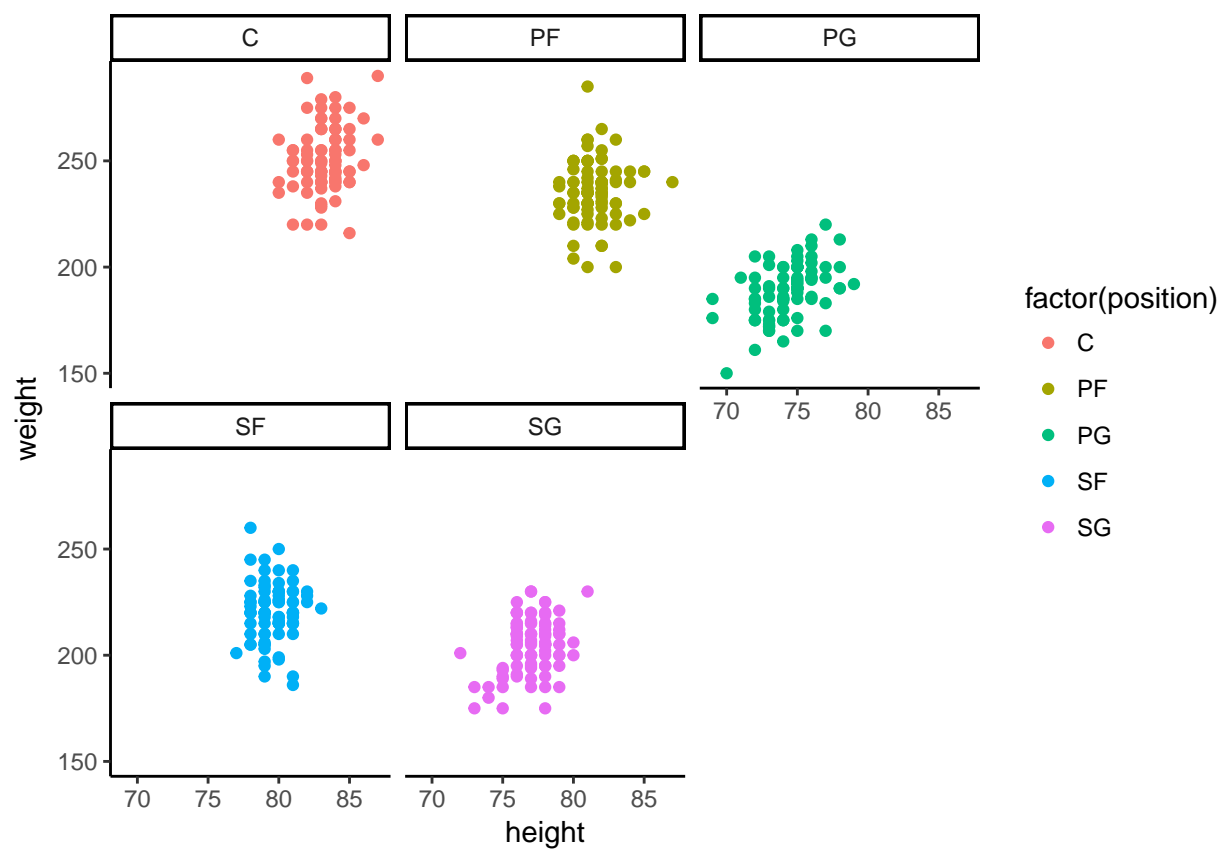 C PF PG
250
200
150
70 75 80 85
SF SG
250
200
150
70 75 80 85 70 75 80 85
height
weight
factor(position)
C
PF
PG
SF
SG